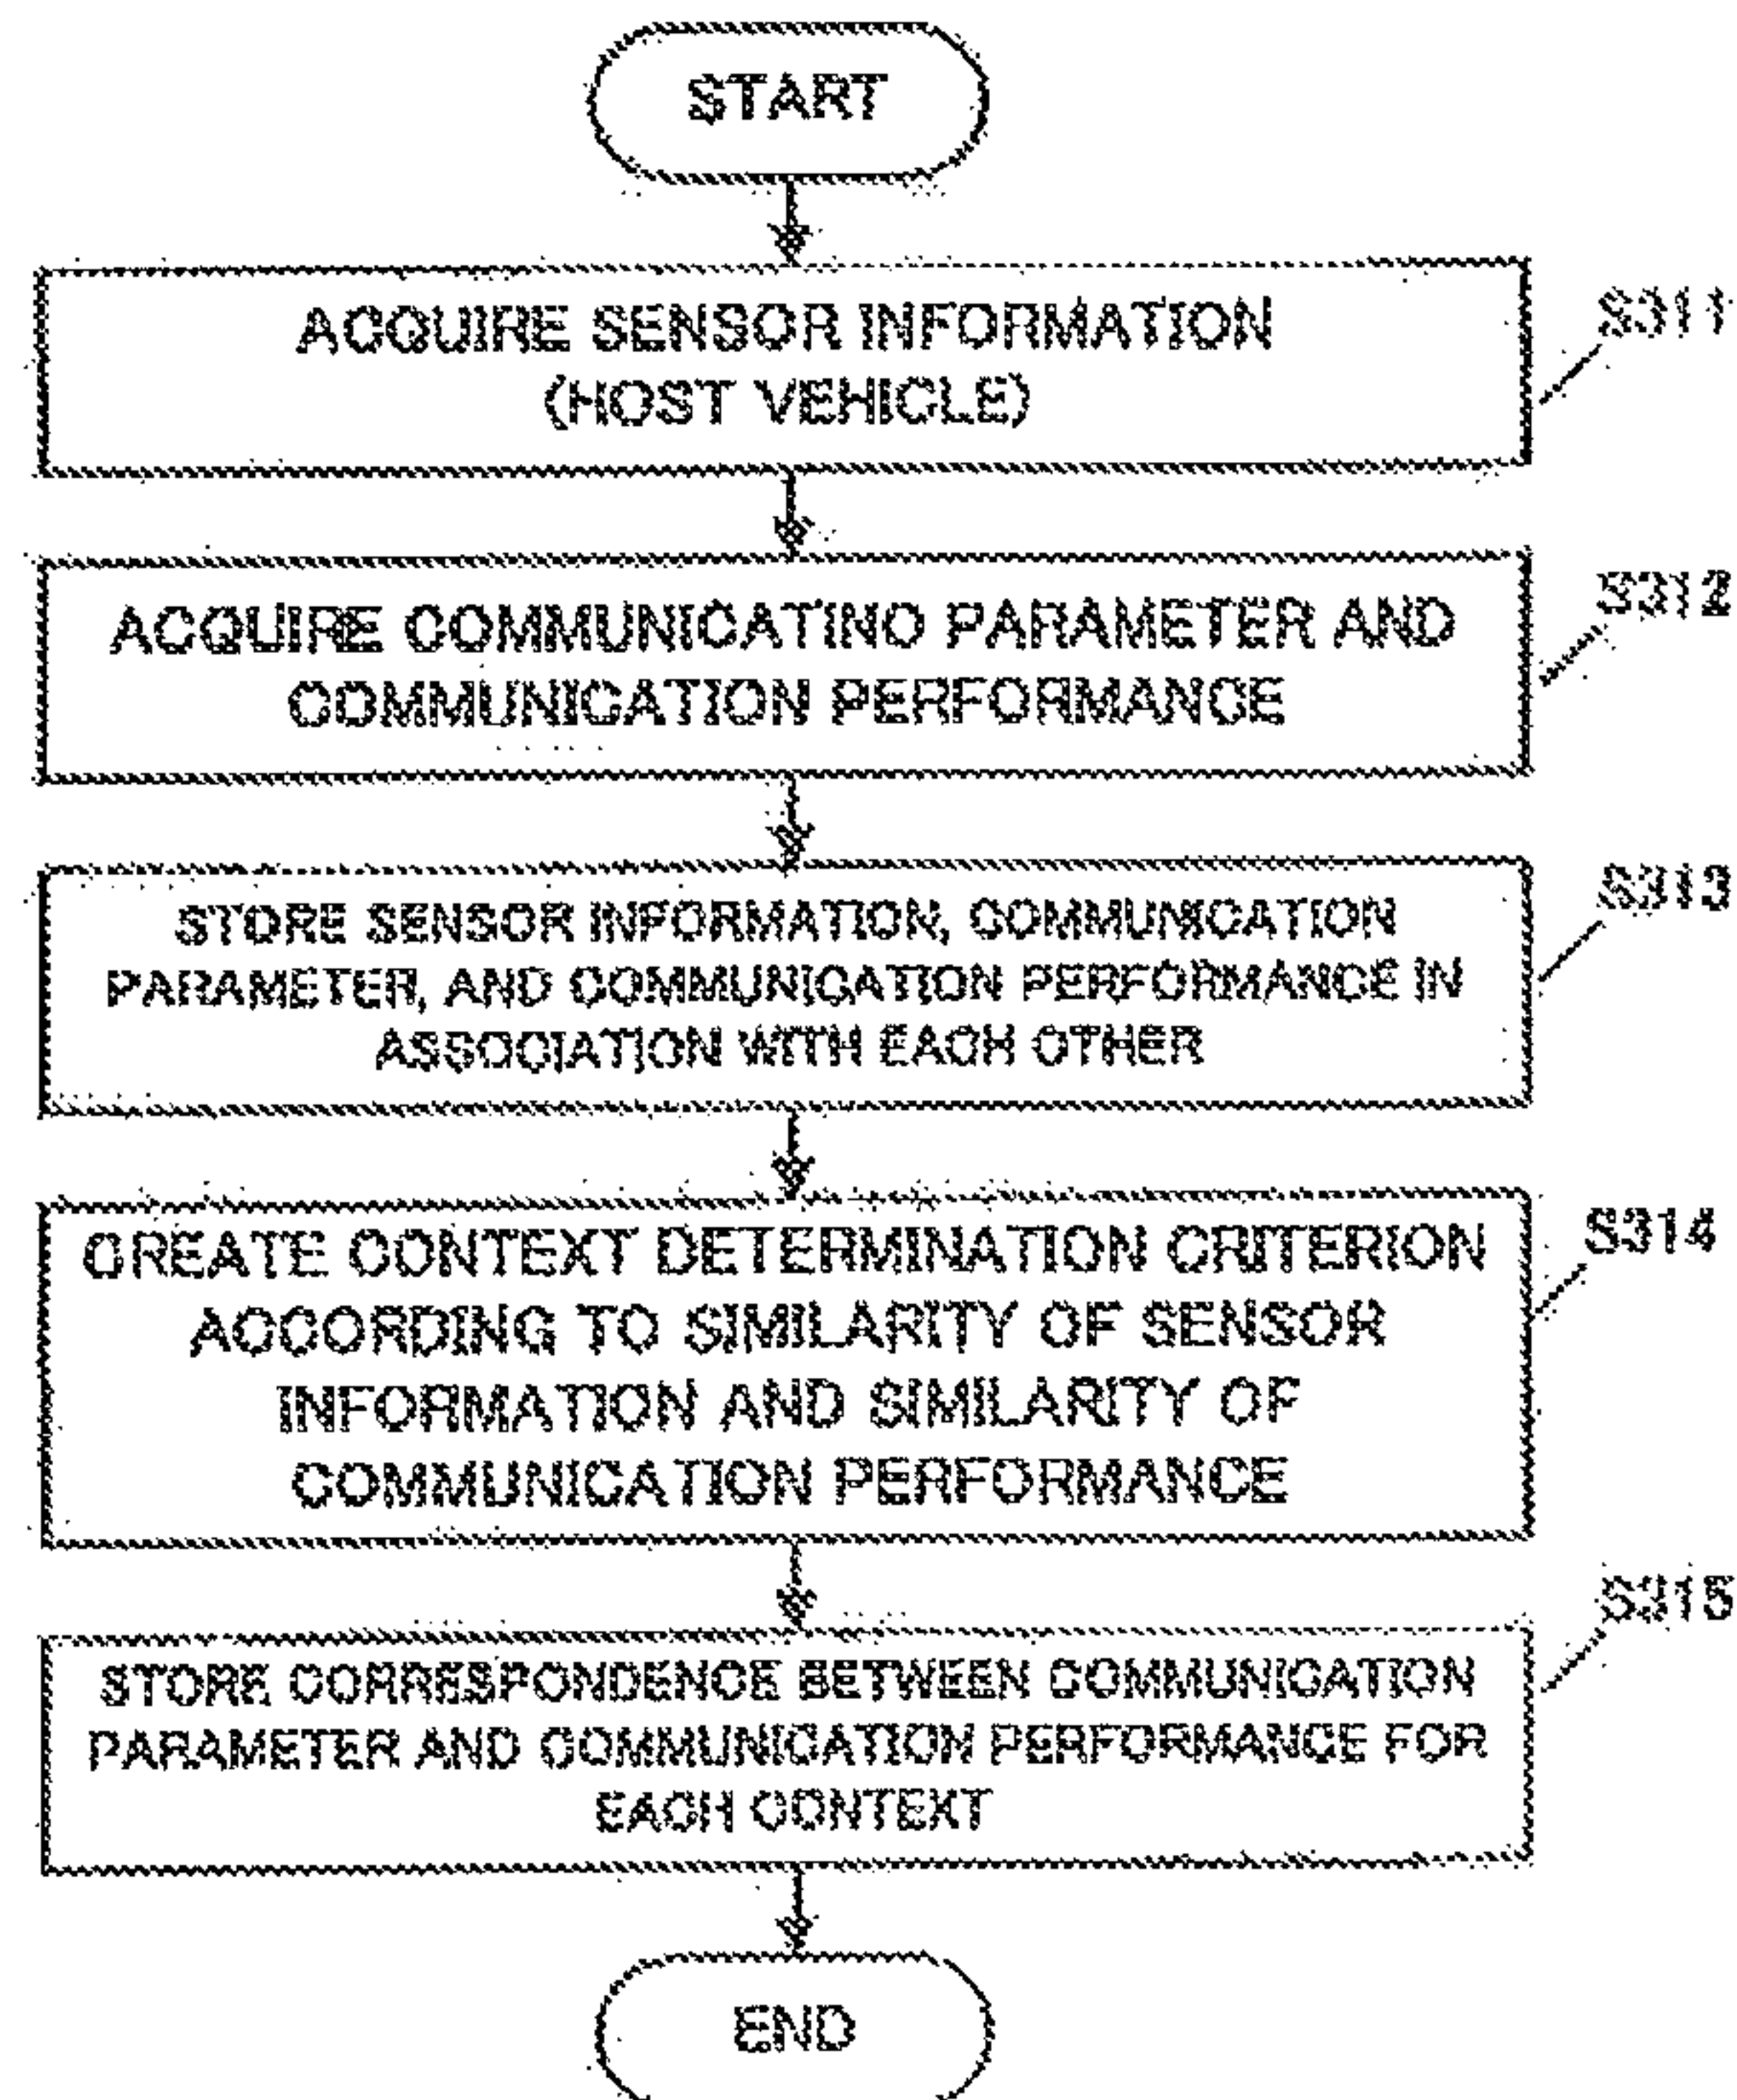 START
ACQUIRE SENSOR INFORMATION
(HOST VEHICLE)
S311
ACQUIRE COMMUNICATINO PARAMETER AND
COMMUNICATION PERFORMANCE
S312
STORE SENSOR INFORMATION, COMMUNICATION
PARAMETER, AND COMMUNICATION PERFORMANCE IN
ASSOCIATION WITH EACH OTHER
S313
CREATE CONTEXT DETERMINATION CRITERION
ACCORDING TO SIMILARITY OF SENSOR
INFORMATION AND SIMILARITY OF
COMMUNICATION PERFORMANCE
S314
STORE CORRESPONDENCE BETWEEN COMMUNICATION
PARAMETER AND COMMUNICATION PERFORMANCE FOR
EACH CONTEXT
S315
END